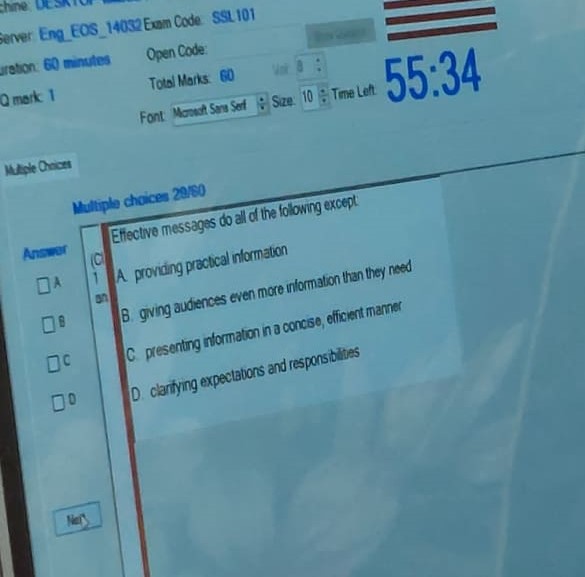 Server: Eng_EOS_14032 Exam Code: SSL101
60 minutes Open Code:
Q mark: 1 Total Marks: 60 8
Font: Microsoft Sans Serif Size: 10 Time Left: 55:34
Multiple Choices
Multiple choices 29/60
Answer
Effective messages do all of the following except:
A A. providing practical information
B B. giving audiences even more information than they need
C C. presenting information in a concise, efficient manner
D D. clarifying expectations and responsibilities
Next